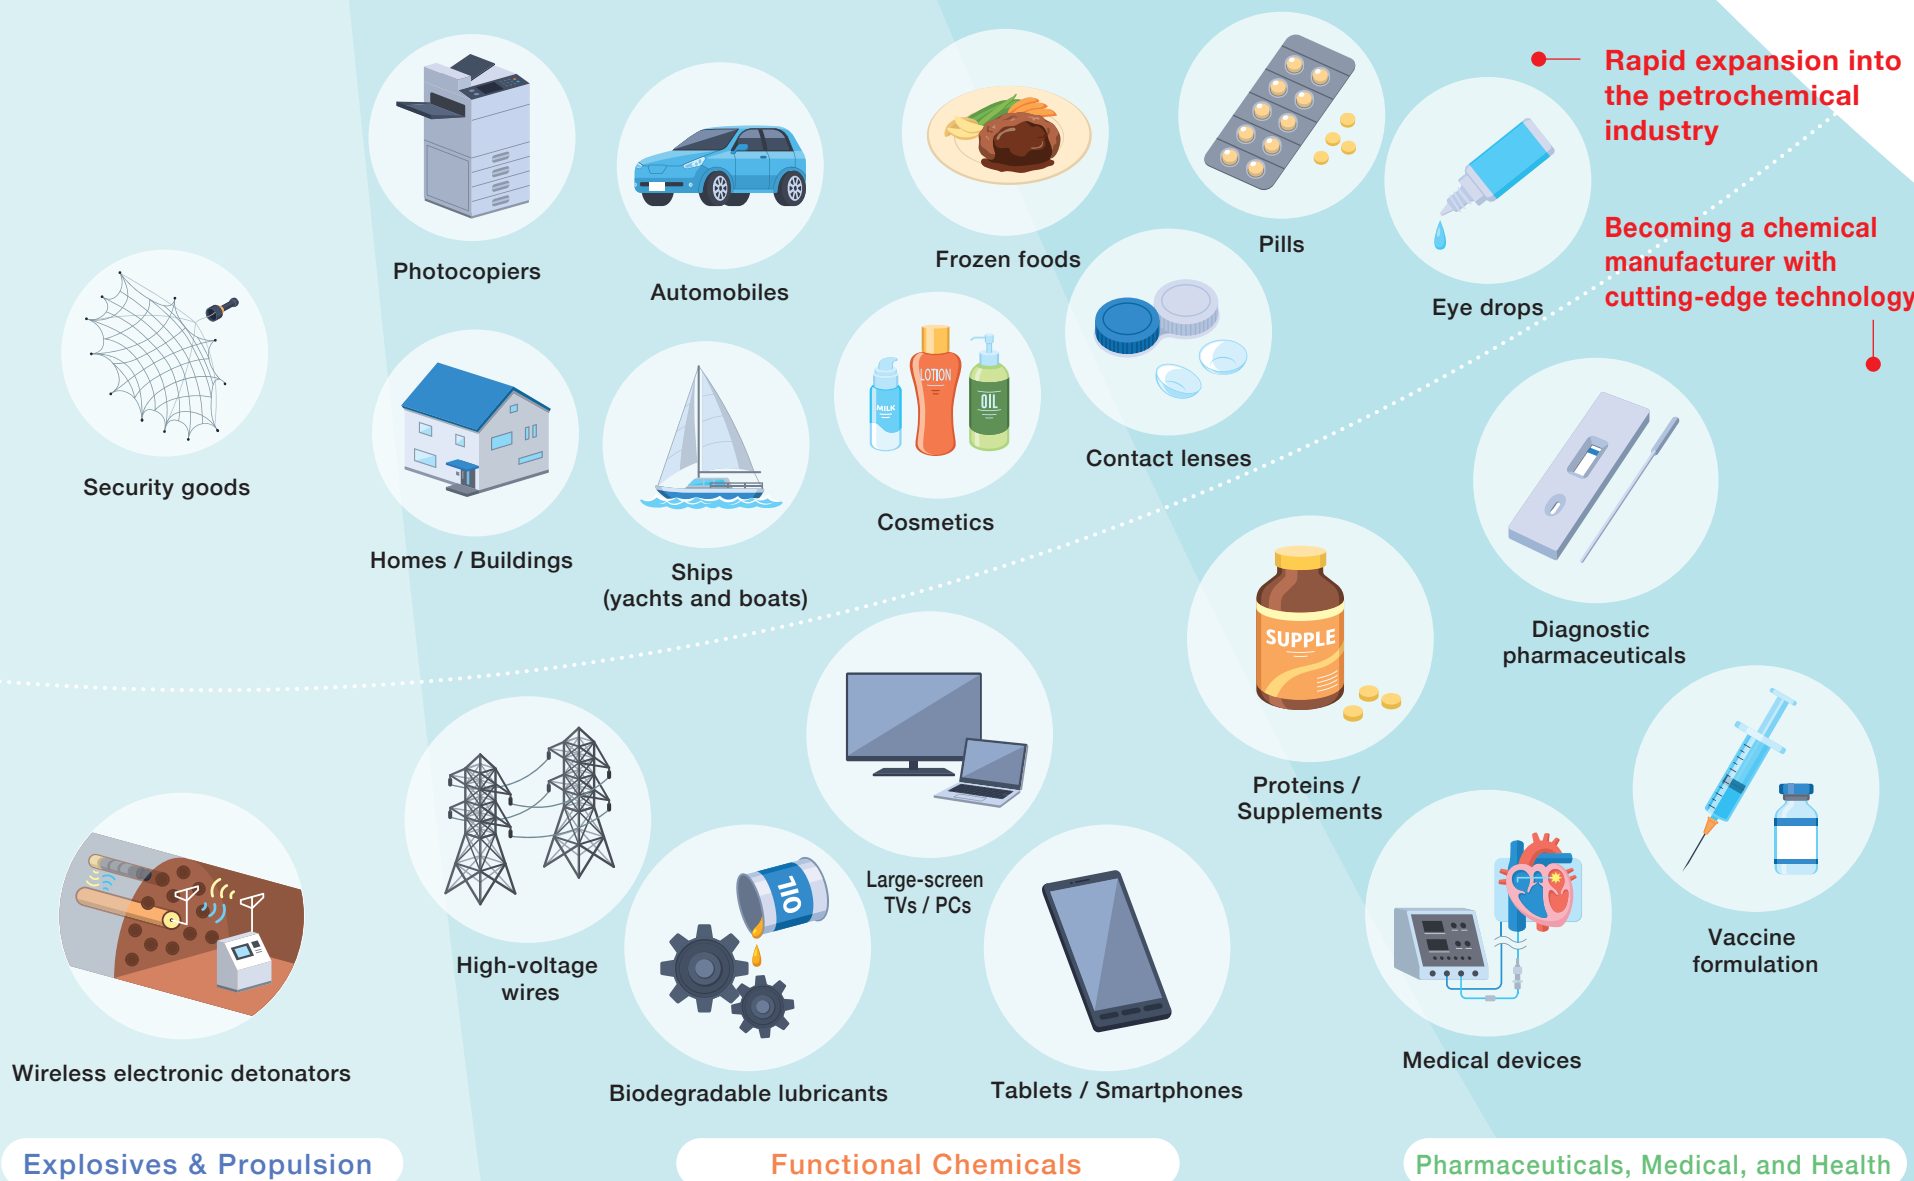 Rapid expansion into
the petrochemical
industry
Becoming a chemical
manufacturer with
cutting-edge technology
Photocopiers
Automobiles
Frozen foods
Pills
Eye drops
Security goods
Homes / Buildings
Ships
(yachts and boats)
MILK
LOTION
OIL
Cosmetics
Contact lenses
Diagnostic
pharmaceuticals
SUPPLE
Proteins /
Supplements
Large-screen
TVs / PCs
High-voltage
wires
OIL
Biodegradable lubricants
Tablets / Smartphones
Medical devices
Vaccine
formulation
Wireless electronic detonators
Explosives & Propulsion
Functional Chemicals
Pharmaceuticals, Medical, and Health